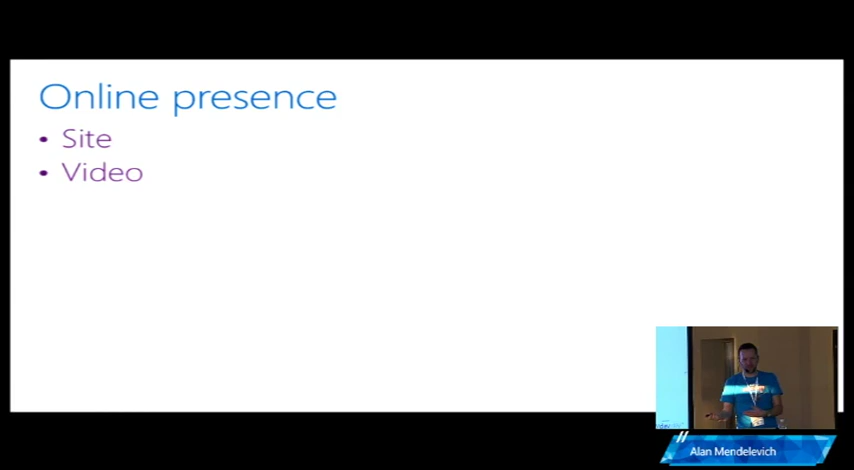 Online presence
• Site
• Video
Alan Mendelevich